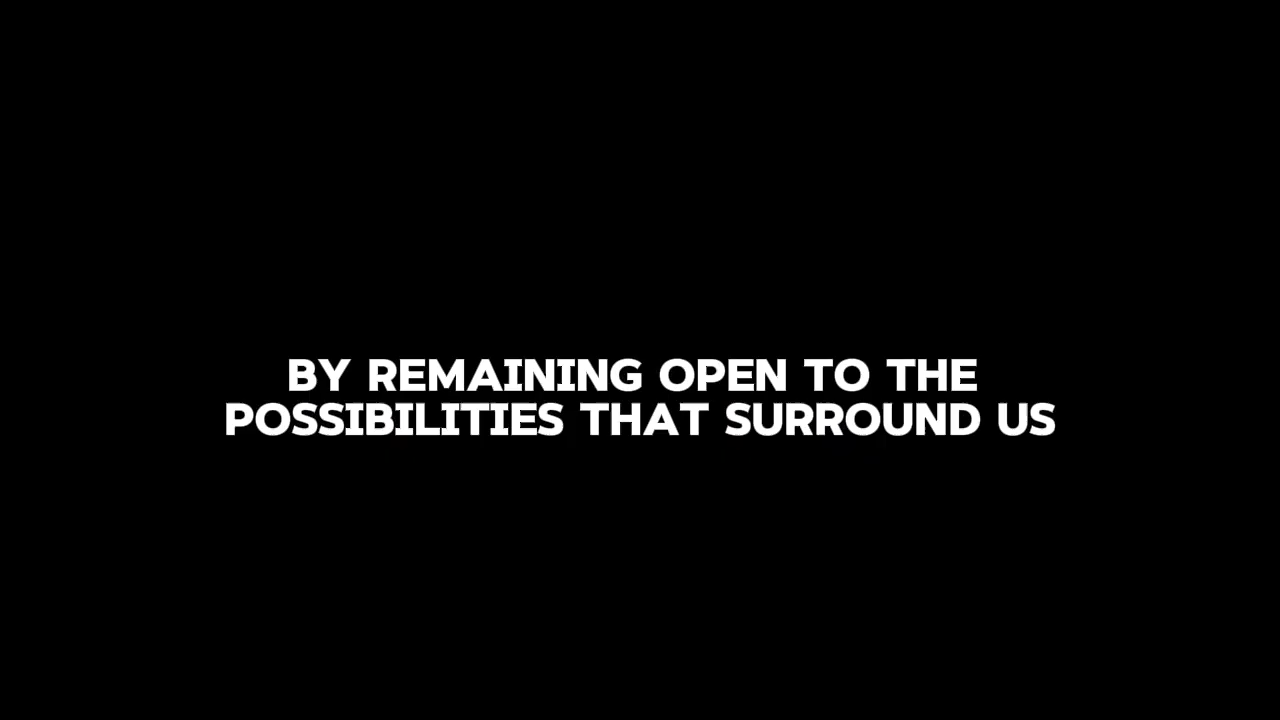 BY REMAINING OPEN TO THE
POSSIBILITIES THAT SURROUND US